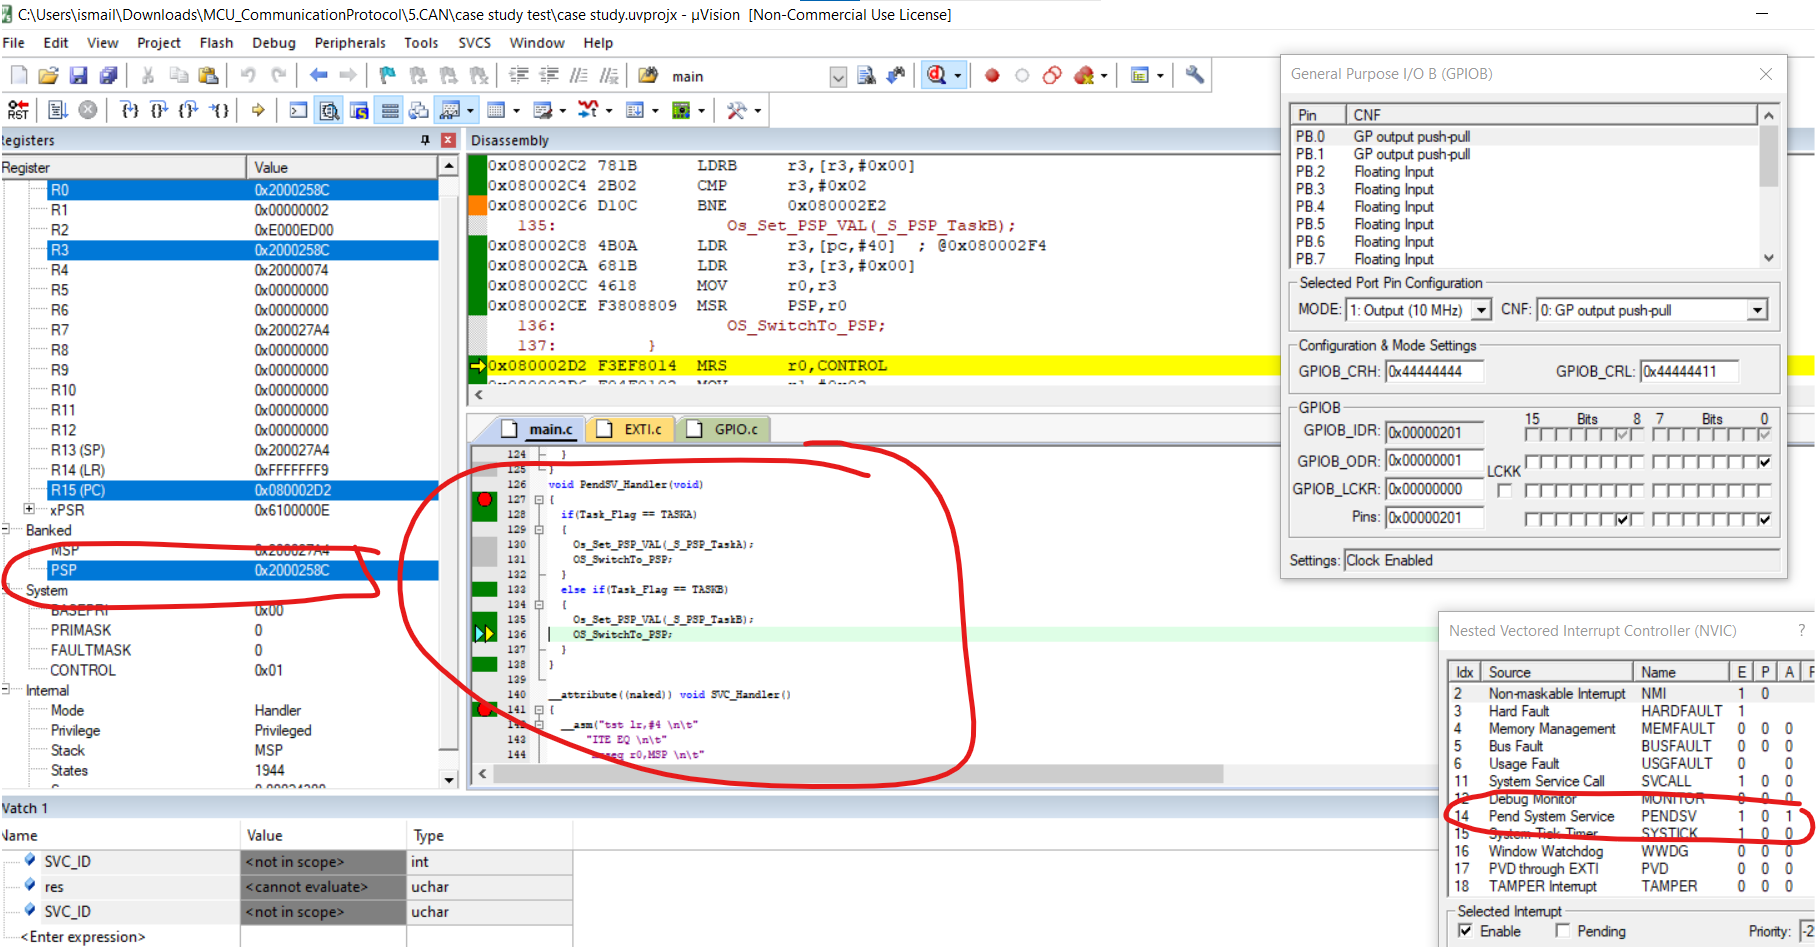 C:\Users\ismail\Downloads\MCU_CommunicationProtocol\5.CAN\case study test\case study.uvprojx - µVision [Non-Commercial Use License]
File Edit View Project Flash Debug Peripherals Tools SVCS Window Help
main
RST
Registers
Register Value
R0 0x2000258C
R1 0x00000002
R2 0xE000ED00
R3 0x2000258C
R4 0x20000074
R5 0x00000000
R6 0x00000000
R7 0x200027A4
R8 0x00000000
R9 0x00000000
R10 0x00000000
R11 0x00000000
R12 0x00000000
R13 (SP) 0x200027A4
R14 (LR) 0xFFFFFFF9
R15 (PC) 0x080002D2
xPSR 0x6100000E
Banked
MSP 0x200027A4
PSP 0x2000258C
System
BASEPRI 0x00
PRIMASK 0
FAULTMASK 0
CONTROL 0x01
Internal
Mode Handler
Privilege Privileged
Stack MSP
States 1944
Disassembly
0x080002C2 781B LDRB r3,[r3,#0x00]
0x080002C4 2B02 CMP r3,#0x02
0x080002C6 D10C BNE 0x080002E2
135: Os_Set_PSP_VAL(_S_PSP_TaskB);
0x080002C8 4B0A LDR r3,[pc,#40] ; @0x080002F4
0x080002CA 681B LDR r3,[r3,#0x00]
0x080002CC 4618 MOV r0,r3
0x080002CE F3808809 MSR PSP,r0
136: OS_SwitchTo_PSP;
137: }
0x080002D2 F3EF8014 MRS r0,CONTROL
main.c EXTI.c GPIO.c
124 }
125 }
126 void PendSV_Handler(void)
127 {
128 if(Task_Flag == TASKA)
129 {
130 Os_Set_PSP_VAL(_S_PSP_TaskA);
131 OS_SwitchTo_PSP;
132 }
133 else if(Task_Flag == TASKB)
134 {
135 Os_Set_PSP_VAL(_S_PSP_TaskB);
136 OS_SwitchTo_PSP;
137 }
138 }
139
140 __attribute((naked)) void SVC_Handler()
141 {
142 __asm("tst lr,#4 \n\t"
143 "ITE EQ \n\t"
144 r0,MSP \n\t"
Watch 1
Name Value Type
SVC_ID <not in scope> int
res <cannot evaluate> uchar
SVC_ID <not in scope> uchar
<Enter expression>
General Purpose I/O B (GPIOB)
Pin CNF
PB.0 GP output push-pull
PB.1 GP output push-pull
PB.2 Floating Input
PB.3 Floating Input
PB.4 Floating Input
PB.5 Floating Input
PB.6 Floating Input
PB.7 Floating Input
Selected Port Pin Configuration
MODE: 1: Output (10 MHz) CNF: 0: GP output push-pull
Configuration & Mode Settings
GPIOB_CRH: 0x44444444 GPIOB_CRL: 0x44444411
GPIOB
15 Bits 8 7 Bits 0
GPIOB_IDR: 0x00000201
GPIOB_ODR: 0x00000001
LCKK
GPIOB_LCKR: 0x00000000
Pins: 0x00000201
Settings: Clock Enabled
Nested Vectored Interrupt Controller (NVIC) ?
Idx Source Name E P A
2 Non-maskable Interrupt NMI 1 0
3 Hard Fault HARDFAULT 1
4 Memory Management MEMFAULT 0 0 0
5 Bus Fault BUSFAULT 0 0 0
6 Usage Fault USGFAULT 0 0 0
11 System Service Call SVCALL 1 0 0
12 Debug Monitor MONITOR 0 0 0
14 Pend System Service PENDSV 1 0 1
15 System Tick Timer SYSTICK 1 0 0
16 Window Watchdog WWDG 0 0 0
17 PVD through EXTI PVD 0 0 0
18 TAMPER Interrupt TAMPER 0 0 0
Selected Interrupt
Enable Pending Priority: -2